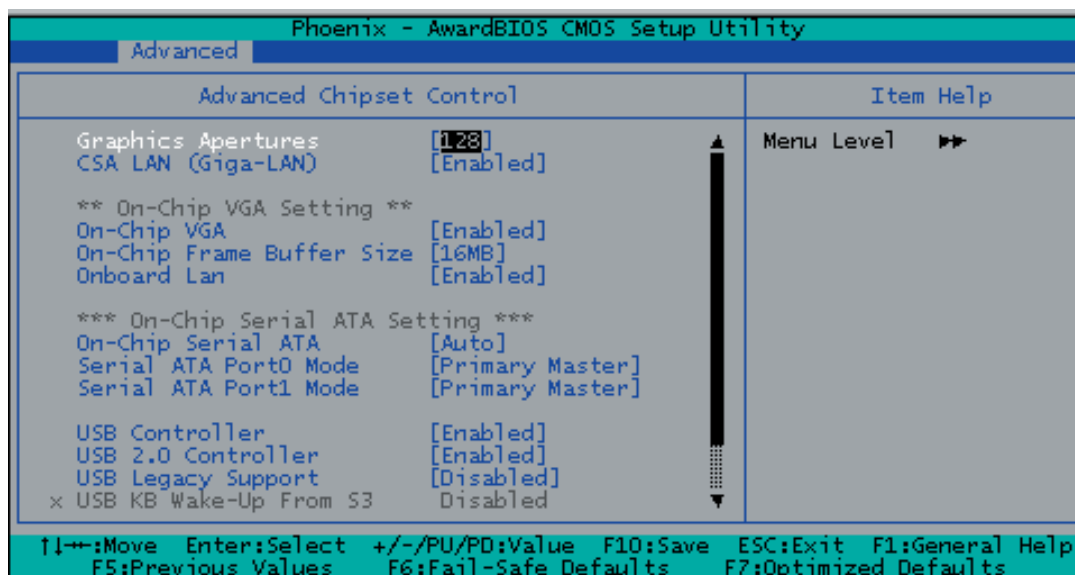 Phoenix - AwardBIOS CMOS Setup Utility
Advanced
Advanced Chipset Control
Item Help
Graphics Apertures [128]
Menu Level ▶▶
CSA LAN (Giga-LAN) [Enabled]
** On-Chip VGA Setting **
On-Chip VGA [Enabled]
On-Chip Frame Buffer Size [16MB]
Onboard Lan [Enabled]
*** On-Chip Serial ATA Setting ***
On-Chip Serial ATA [Auto]
Serial ATA Port0 Mode [Primary Master]
Serial ATA Port1 Mode [Primary Master]
USB Controller [Enabled]
USB 2.0 Controller [Enabled]
USB Legacy Support [Disabled]
x USB KB Wake-Up From S3 Disabled
↑↓→←:Move Enter:Select +/-/PU/PD:Value F10:Save ESC:Exit F1:General Help
F5:Previous Values F6:Fail-Safe Defaults F7:Optimized Defaults